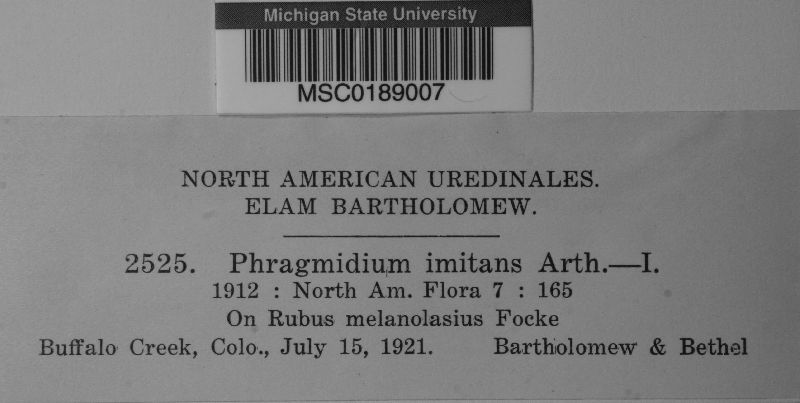 Michigan State University
MSC0189007
NORTH AMERICAN UREDINALES.
ELAM BARTHOLOMEW.
2525. Phragmidium imitans Arth.—I.
1912 : North Am. Flora 7 : 165
On Rubus melanolasius Focke
Buffalo Creek, Colo., July 15, 1921. Bartholomew & Bethel